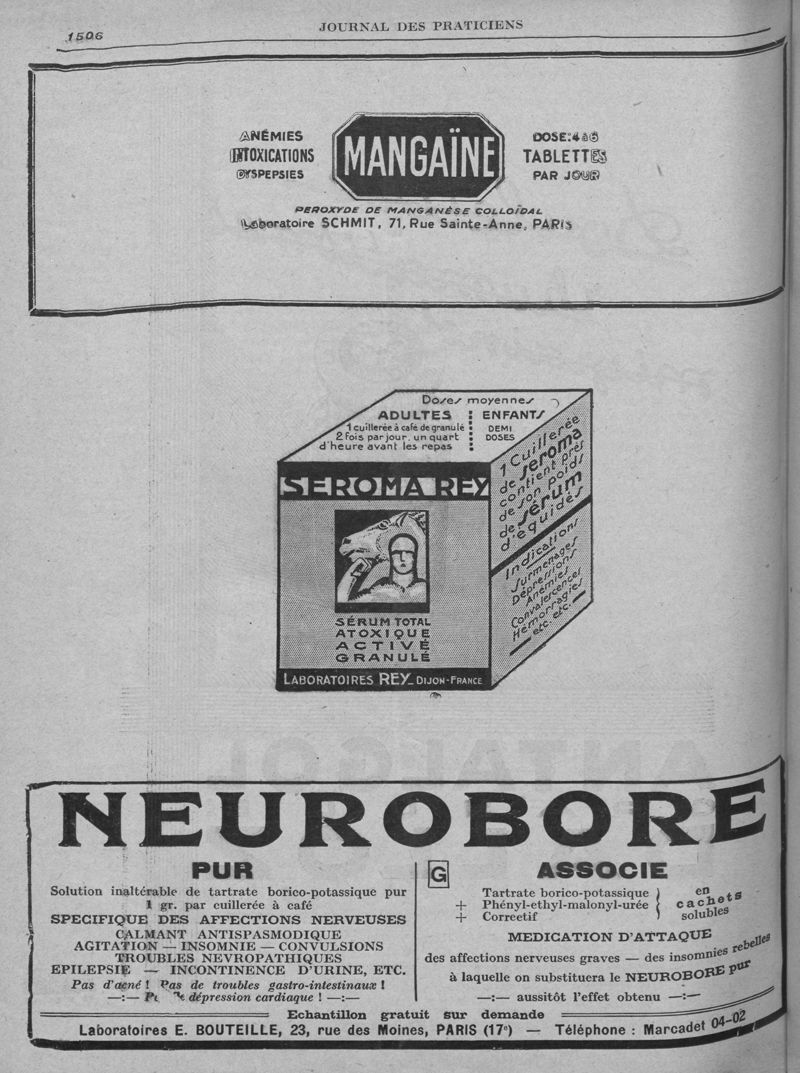 1506
JOURNAL DES PRATICIENS
ANÉMIES
INTOXICATIONS
DYSPEPSIES
MANGAÏNE
DOSE: 4 à 6
TABLETTES
PAR JOUR
PEROXYDE DE MANGANÈSE COLLOÏDAL
Laboratoire SCHMIT, 71, Rue Sainte-Anne, PARIS
Doses moyennes
ADULTES
1 cuillerée à café de granulé
2 fois par jour, un quart
d'heure avant les repas
ENFANTS
DEMI
DOSES
SEROMA REY
SÉRUM TOTAL
ATOXIQUE
ACTIVÉ
GRANULÉ
LABORATOIRES REY_DIJON-FRANCE
1 Cuillerée
de seroma
contient près
de son poids
de sérum
d'équidés
Indications
Surmenages
Dépressions
Anémies
Convalescences
Hémorragies
etc. etc.
NEUROBORE
PUR
Solution inaltérable de tartrate borico-potassique pur
1 gr. par cuillerée à café
SPECIFIQUE DES AFFECTIONS NERVEUSES
CALMANT ANTISPASMODIQUE
AGITATION — INSOMNIE — CONVULSIONS
TROUBLES NEVROPATHIQUES
EPILEPSIE — INCONTINENCE D'URINE, ETC.
Pas d'acné ! Pas de troubles gastro-intestinaux !
—:— de dépression cardiaque ! —:—
G
ASSOCIE
Tartrate borico-potassique
+ Phényl-ethyl-malonyl-urée
+ Correctif
en
cachets
solubles
MEDICATION D'ATTAQUE
des affections nerveuses graves — des insomnies rebelles
à laquelle on substituera le NEUROBORE pur
—:— aussitôt l'effet obtenu —:—
Echantillon gratuit sur demande
Laboratoires E. BOUTEILLE, 23, rue des Moines, PARIS (17e) — Téléphone : Marcadet 04-02